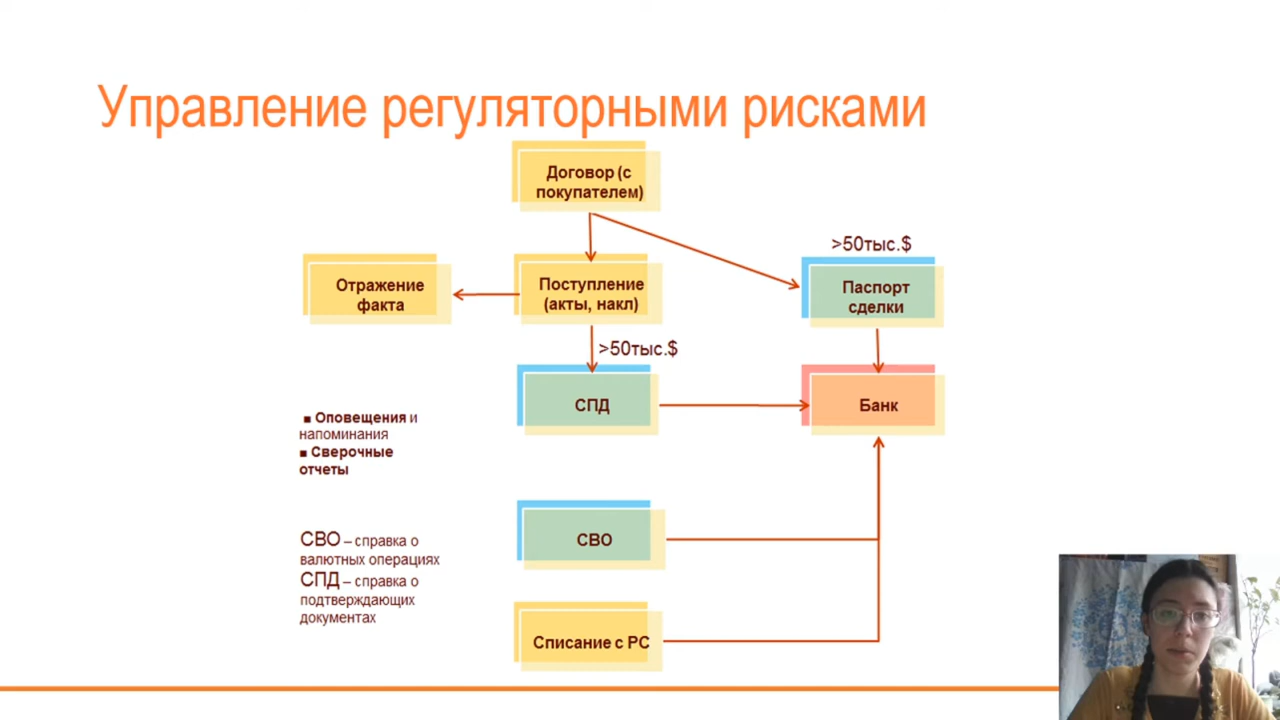 Управление регуляторными рисками
Договор (с
покупателем)
>50тыс.$
Отражение
факта
Поступление
(акты, накл)
Паспорт
сделки
>50тыс.$
СПД
Банк
■ Оповещения и
напоминания
■ Сверочные
отчеты
СВО
СВО – справка о
валютных операциях
СПД – справка о
подтверждающих
документах
Списание с РС